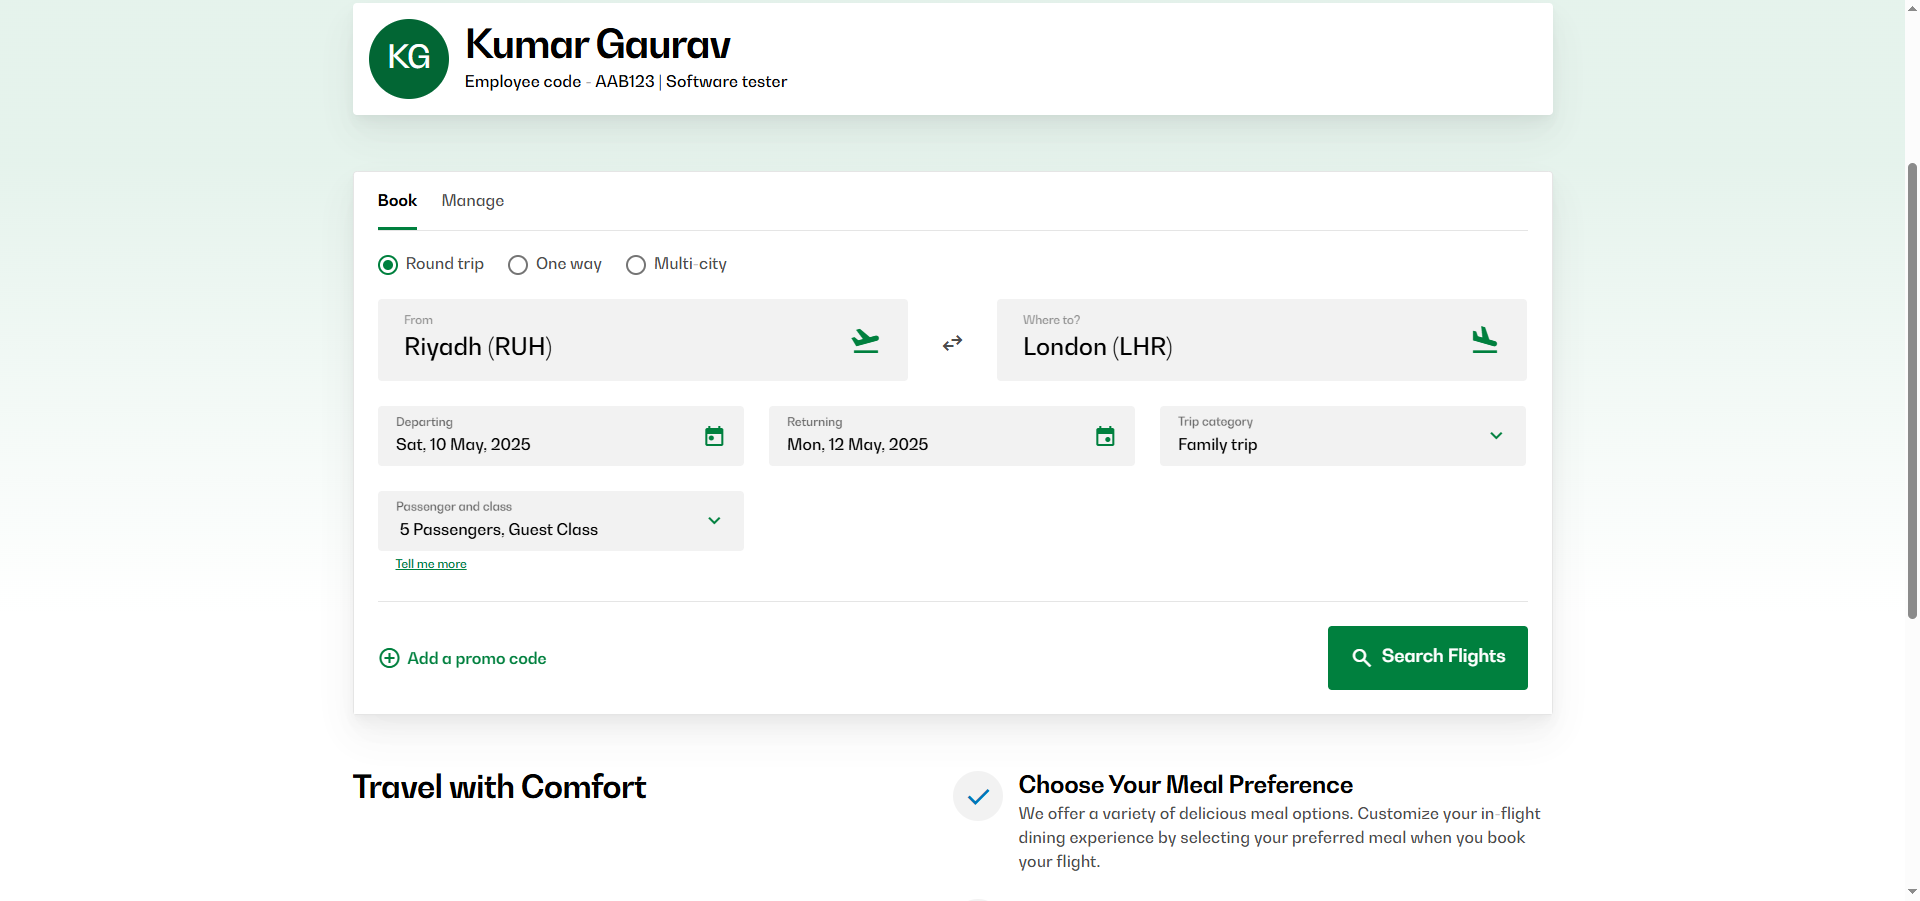 KG
Kumar Gaurav
Employee code - AAB123 | Software tester
Book Manage
Round trip One way Multi-city
From
Riyadh (RUH)
Where to?
London (LHR)
Departing
Sat, 10 May, 2025
Returning
Mon, 12 May, 2025
Trip category
Family trip
Passenger and class
5 Passengers, Guest Class
Tell me more
Add a promo code
Search Flights
Travel with Comfort
Choose Your Meal Preference
We offer a variety of delicious meal options. Customize your in-flight
dining experience by selecting your preferred meal when you book
your flight.